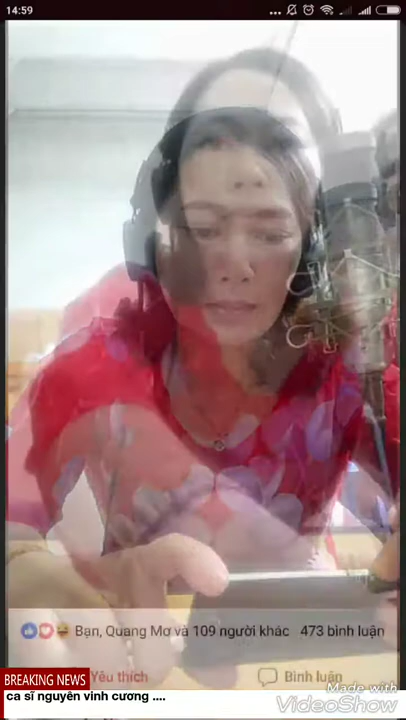 14:59
Bạn, Quang Mơ và 109 người khác 473 bình luận
Yêu thích Bình luận
BREAKING NEWS
ca sĩ nguyên vinh cương ....
Made with
VideoShow